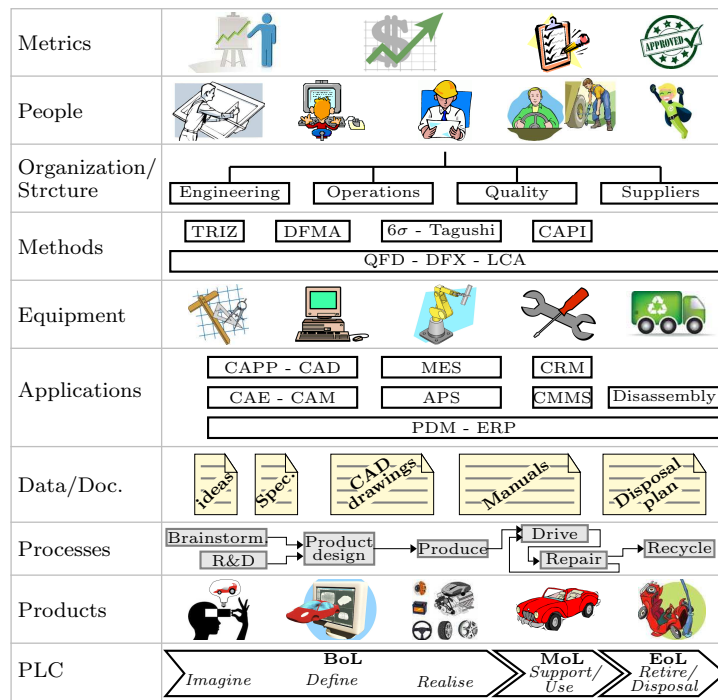 Metrics
APPROVED
People
Organization/
Strcture
Engineering Operations Quality Suppliers
Methods
TRIZ DFMA 6σ - Tagushi CAPI
QFD - DFX - LCA
Equipment
Applications
CAPP - CAD MES CRM
CAE - CAM APS CMMS Disassembly
PDM - ERP
Data/Doc.
ideas
Spec.
CAD
drawings
Manuals
Disposal
plan
Processes
Brainstorm
R&D
Product
design
Produce
Drive
Repair
Recycle
Products
PLC
BoL
Imagine Define Realise
MoL
Support/
Use
EoL
Retire/
Disposal